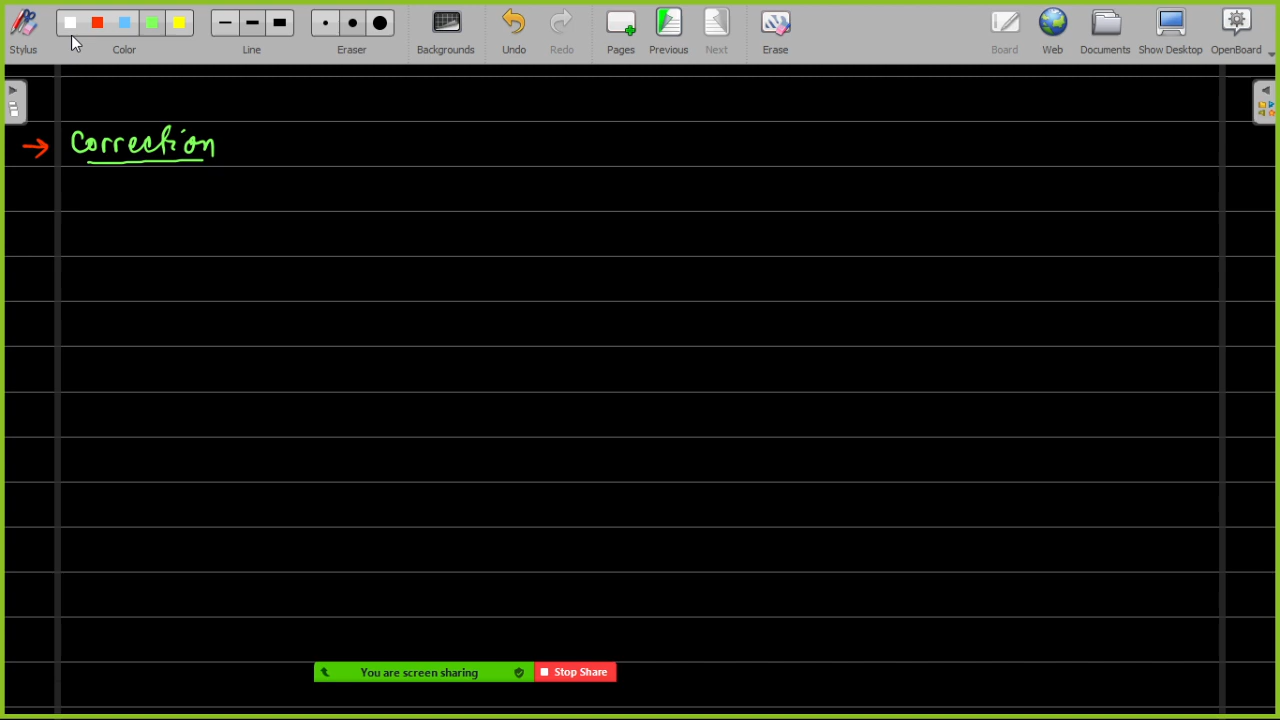 Stylus Color Line Eraser Backgrounds Undo Redo Pages Previous Next Erase Board Web Documents Show Desktop OpenBoard
→ Correction
You are screen sharing Stop Share